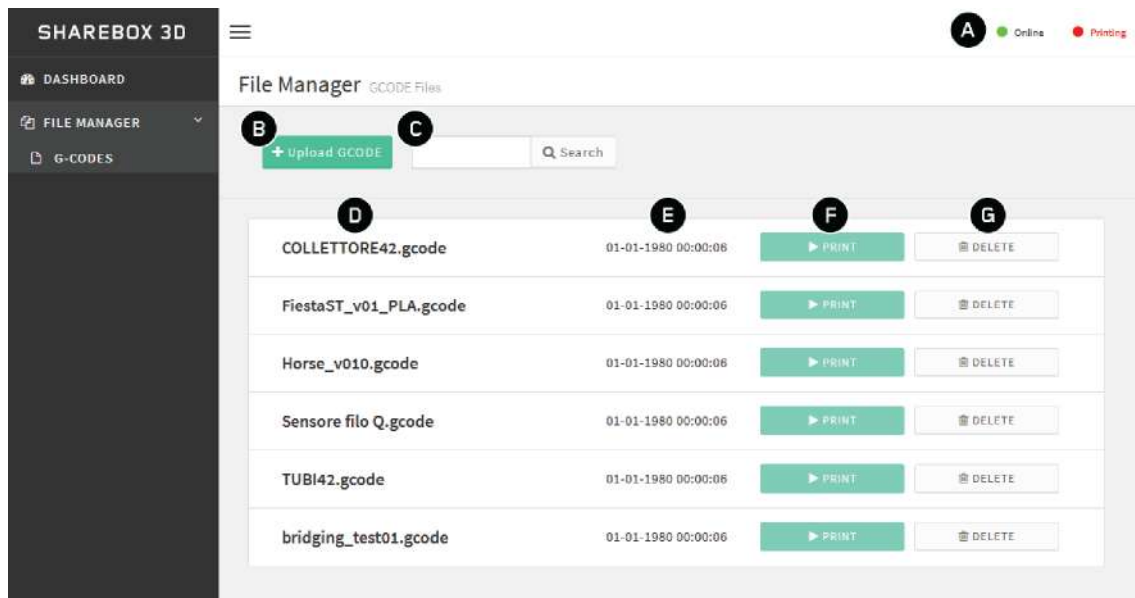 SHAREBOX 3D
A Online Printing
DASHBOARD
File Manager GCODE Files
FILE MANAGER
G-CODES
B C
+ Upload GCODE Search
D E F G
COLLETTORE42.gcode 01-01-1980 00:00:06 PRINT DELETE
FiestaST_v01_PLA.gcode 01-01-1980 00:00:06 PRINT DELETE
Horse_v010.gcode 01-01-1980 00:00:06 PRINT DELETE
Sensore filo Q.gcode 01-01-1980 00:00:06 PRINT DELETE
TUBI42.gcode 01-01-1980 00:00:06 PRINT DELETE
bridging_test01.gcode 01-01-1980 00:00:06 PRINT DELETE